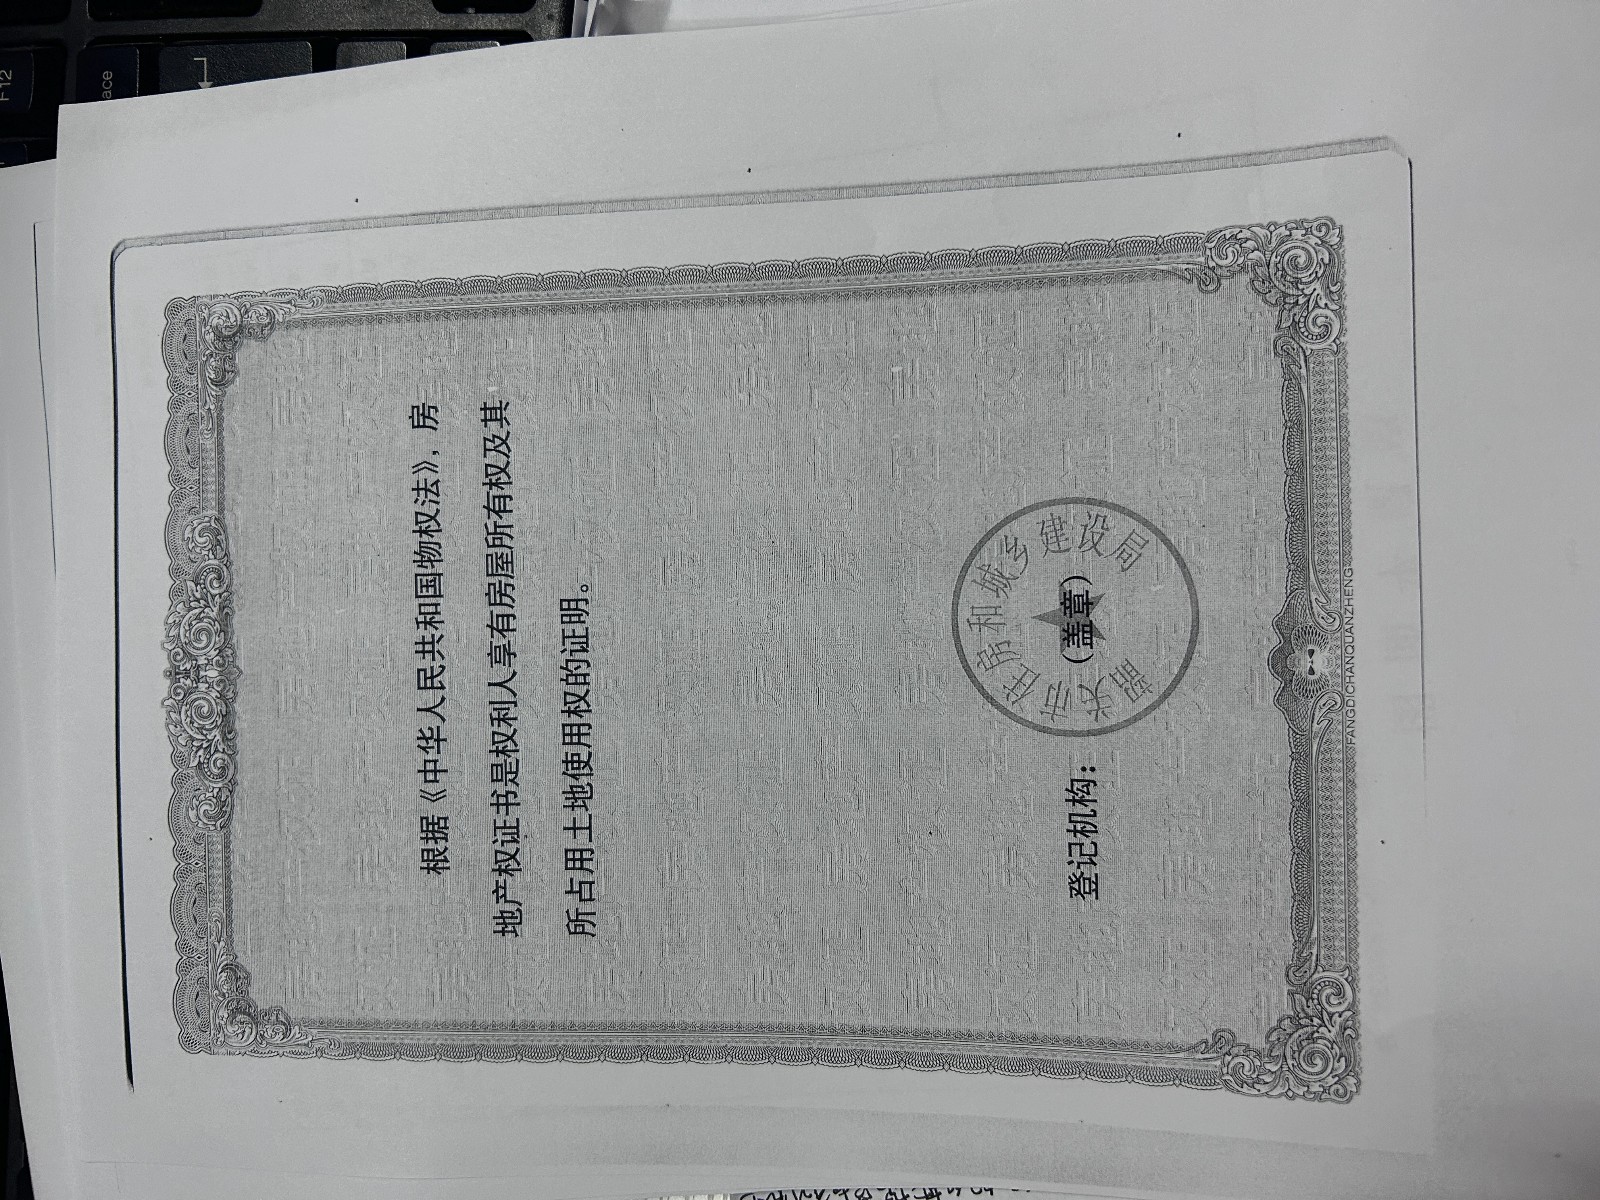 根据《中华人民共和国物权法》，房
地产权证书是权利人享有房屋所有权及其
所占用土地使用权的证明。
登记机构：
（盖章）
韶关市住房和城乡建设局
FANGDICHANQUANZHENG
F12
ace